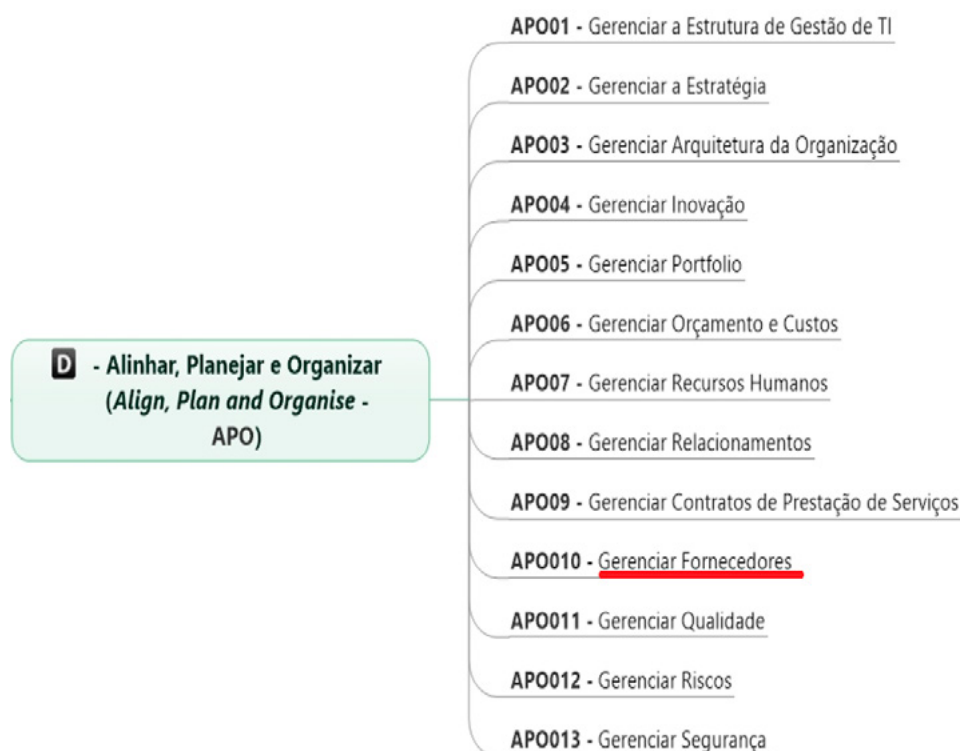 APO01 - Gerenciar a Estrutura de Gestão de TI
APO02 - Gerenciar a Estratégia
APO03 - Gerenciar Arquitetura da Organização
APO04 - Gerenciar Inovação
APO05 - Gerenciar Portfolio
APO06 - Gerenciar Orçamento e Custos
D - Alinhar, Planejar e Organizar
(Align, Plan and Organise -
APO)
APO07 - Gerenciar Recursos Humanos
APO08 - Gerenciar Relacionamentos
APO09 - Gerenciar Contratos de Prestação de Serviços
APO010 - Gerenciar Fornecedores
APO011 - Gerenciar Qualidade
APO012 - Gerenciar Riscos
APO013 - Gerenciar Segurança